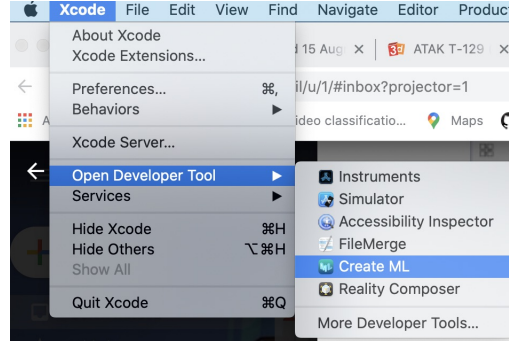 Xcode File Edit View Find Navigate Editor Produc
About Xcode
Xcode Extensions...
Preferences... ⌘,
Behaviors ▶
Xcode Server...
Open Developer Tool ▶
Services ▶
Hide Xcode ⌘H
Hide Others ⌥⌘H
Show All
Quit Xcode ⌘Q
15 Aug × ATAK T-129 ×
il/u/1/#inbox?projector=1
ideo classificatio... Maps
Instruments
Simulator
Accessibility Inspector
FileMerge
Create ML
Reality Composer
More Developer Tools...